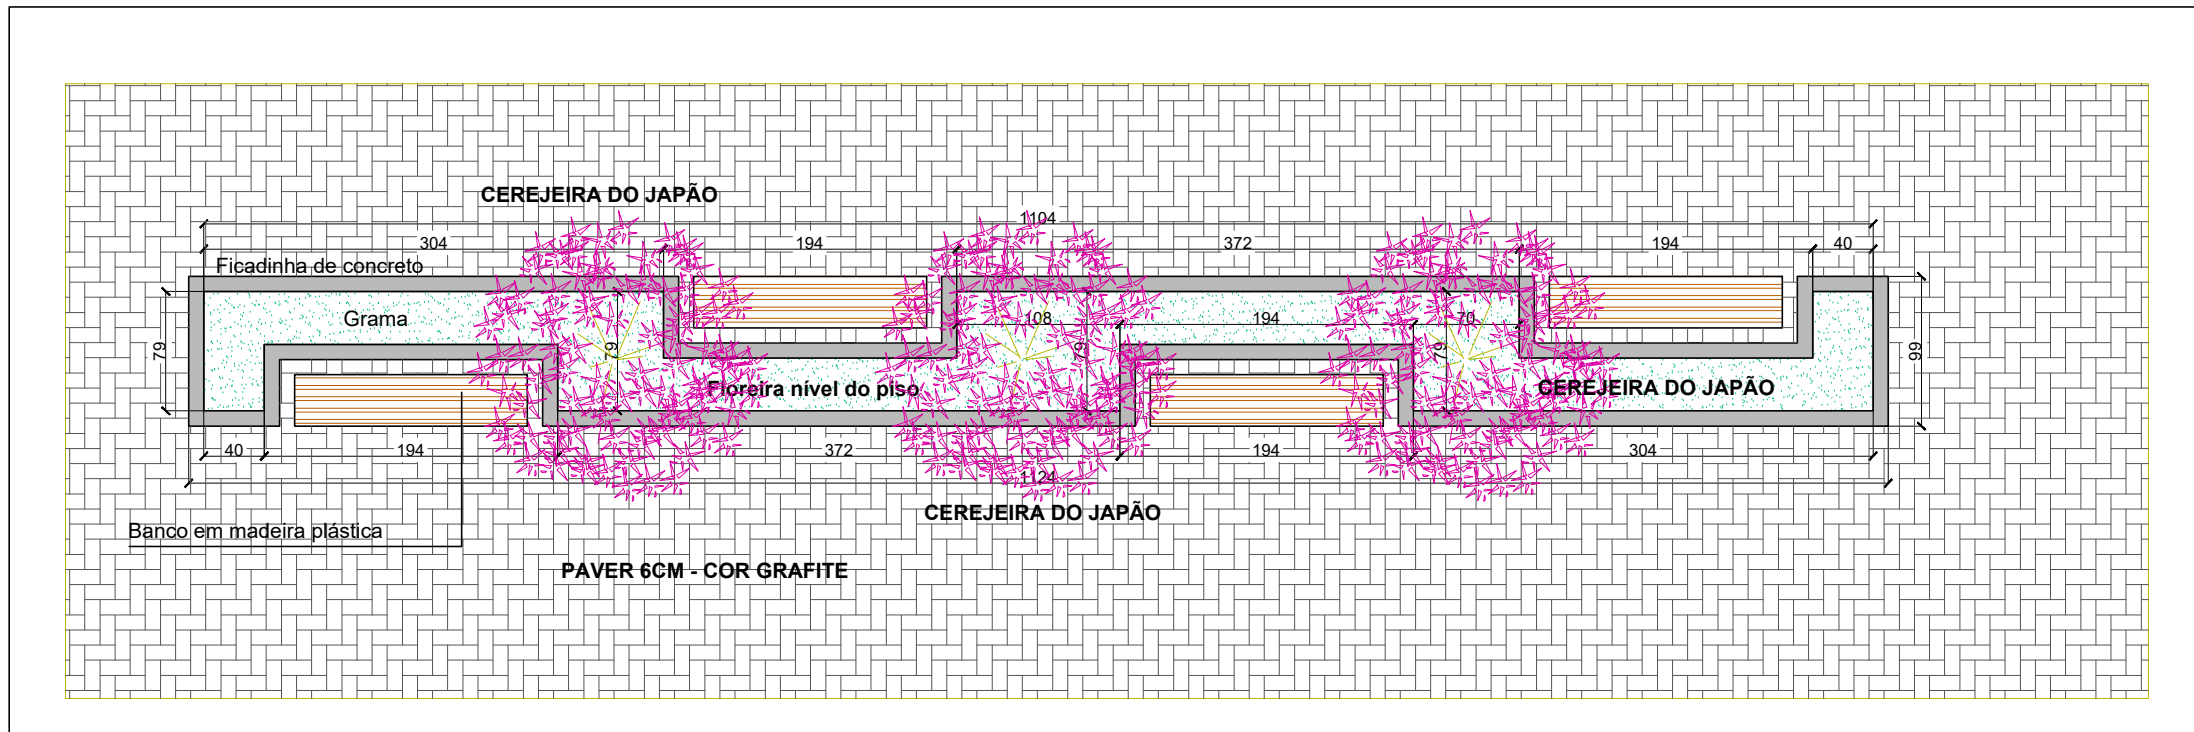 CEREJEIRA DO JAPÃO
1104
304
194
372
194
40
Ficadinha de concreto
Grama
108
194
70
79
79
79
79
99
Floreira nível do piso
CEREJEIRA DO JAPÃO
40
194
372
194
304
1124
CEREJEIRA DO JAPÃO
Banco em madeira plástica
PAVER 6CM - COR GRAFITE